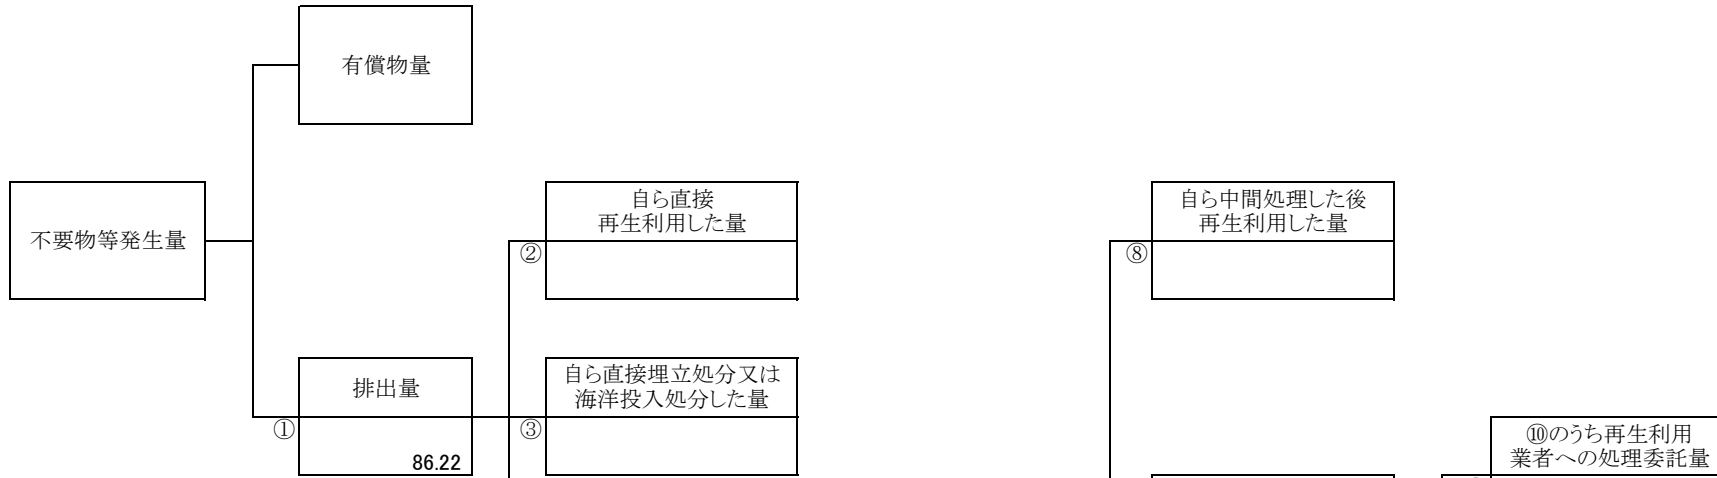 有償物量
不要物等発生量
自ら直接
再生利用した量
②
自ら中間処理した後
再生利用した量
⑧
排出量
①
86.22
自ら直接埋立処分又は
海洋投入処分した量
③
⑩のうち再生利用
業者への処理委託量